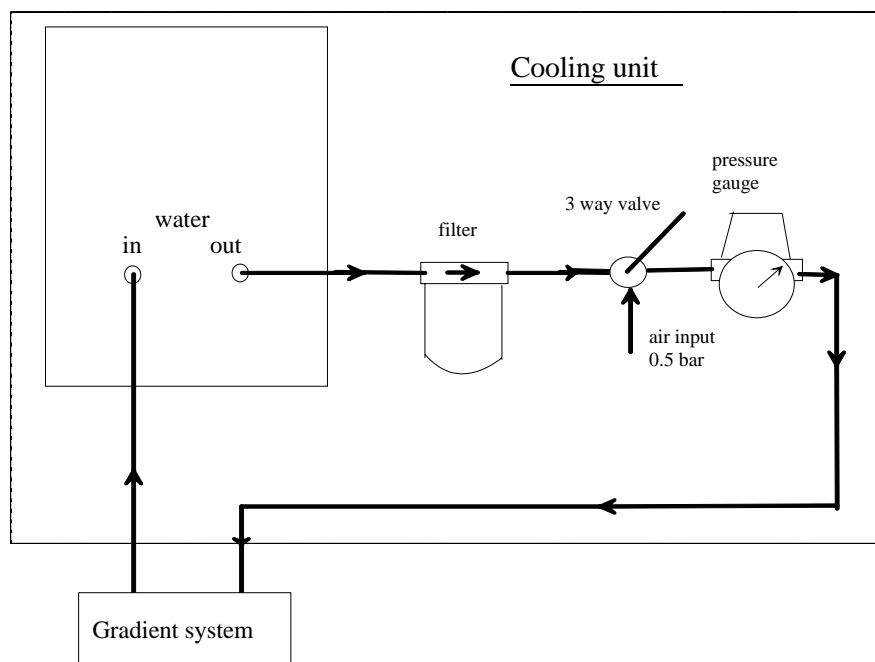 Cooling unit
pressure
gauge
3 way valve
water
in
out
filter
air input
0.5 bar
Gradient system